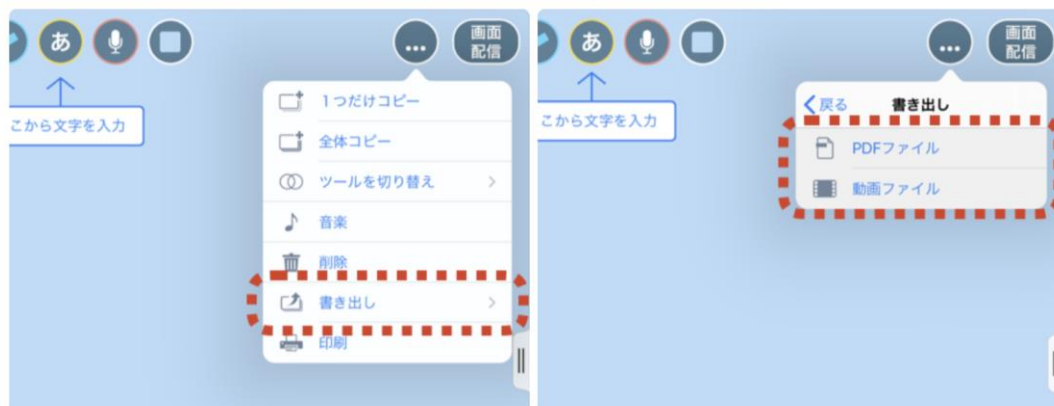 あ
...
画面
配信
こから文字を入力
1つだけコピー
全体コピー
ツールを切り替え
音楽
削除
書き出し
印刷
あ
...
画面
配信
こから文字を入力
戻る 書き出し
PDFファイル
動画ファイル